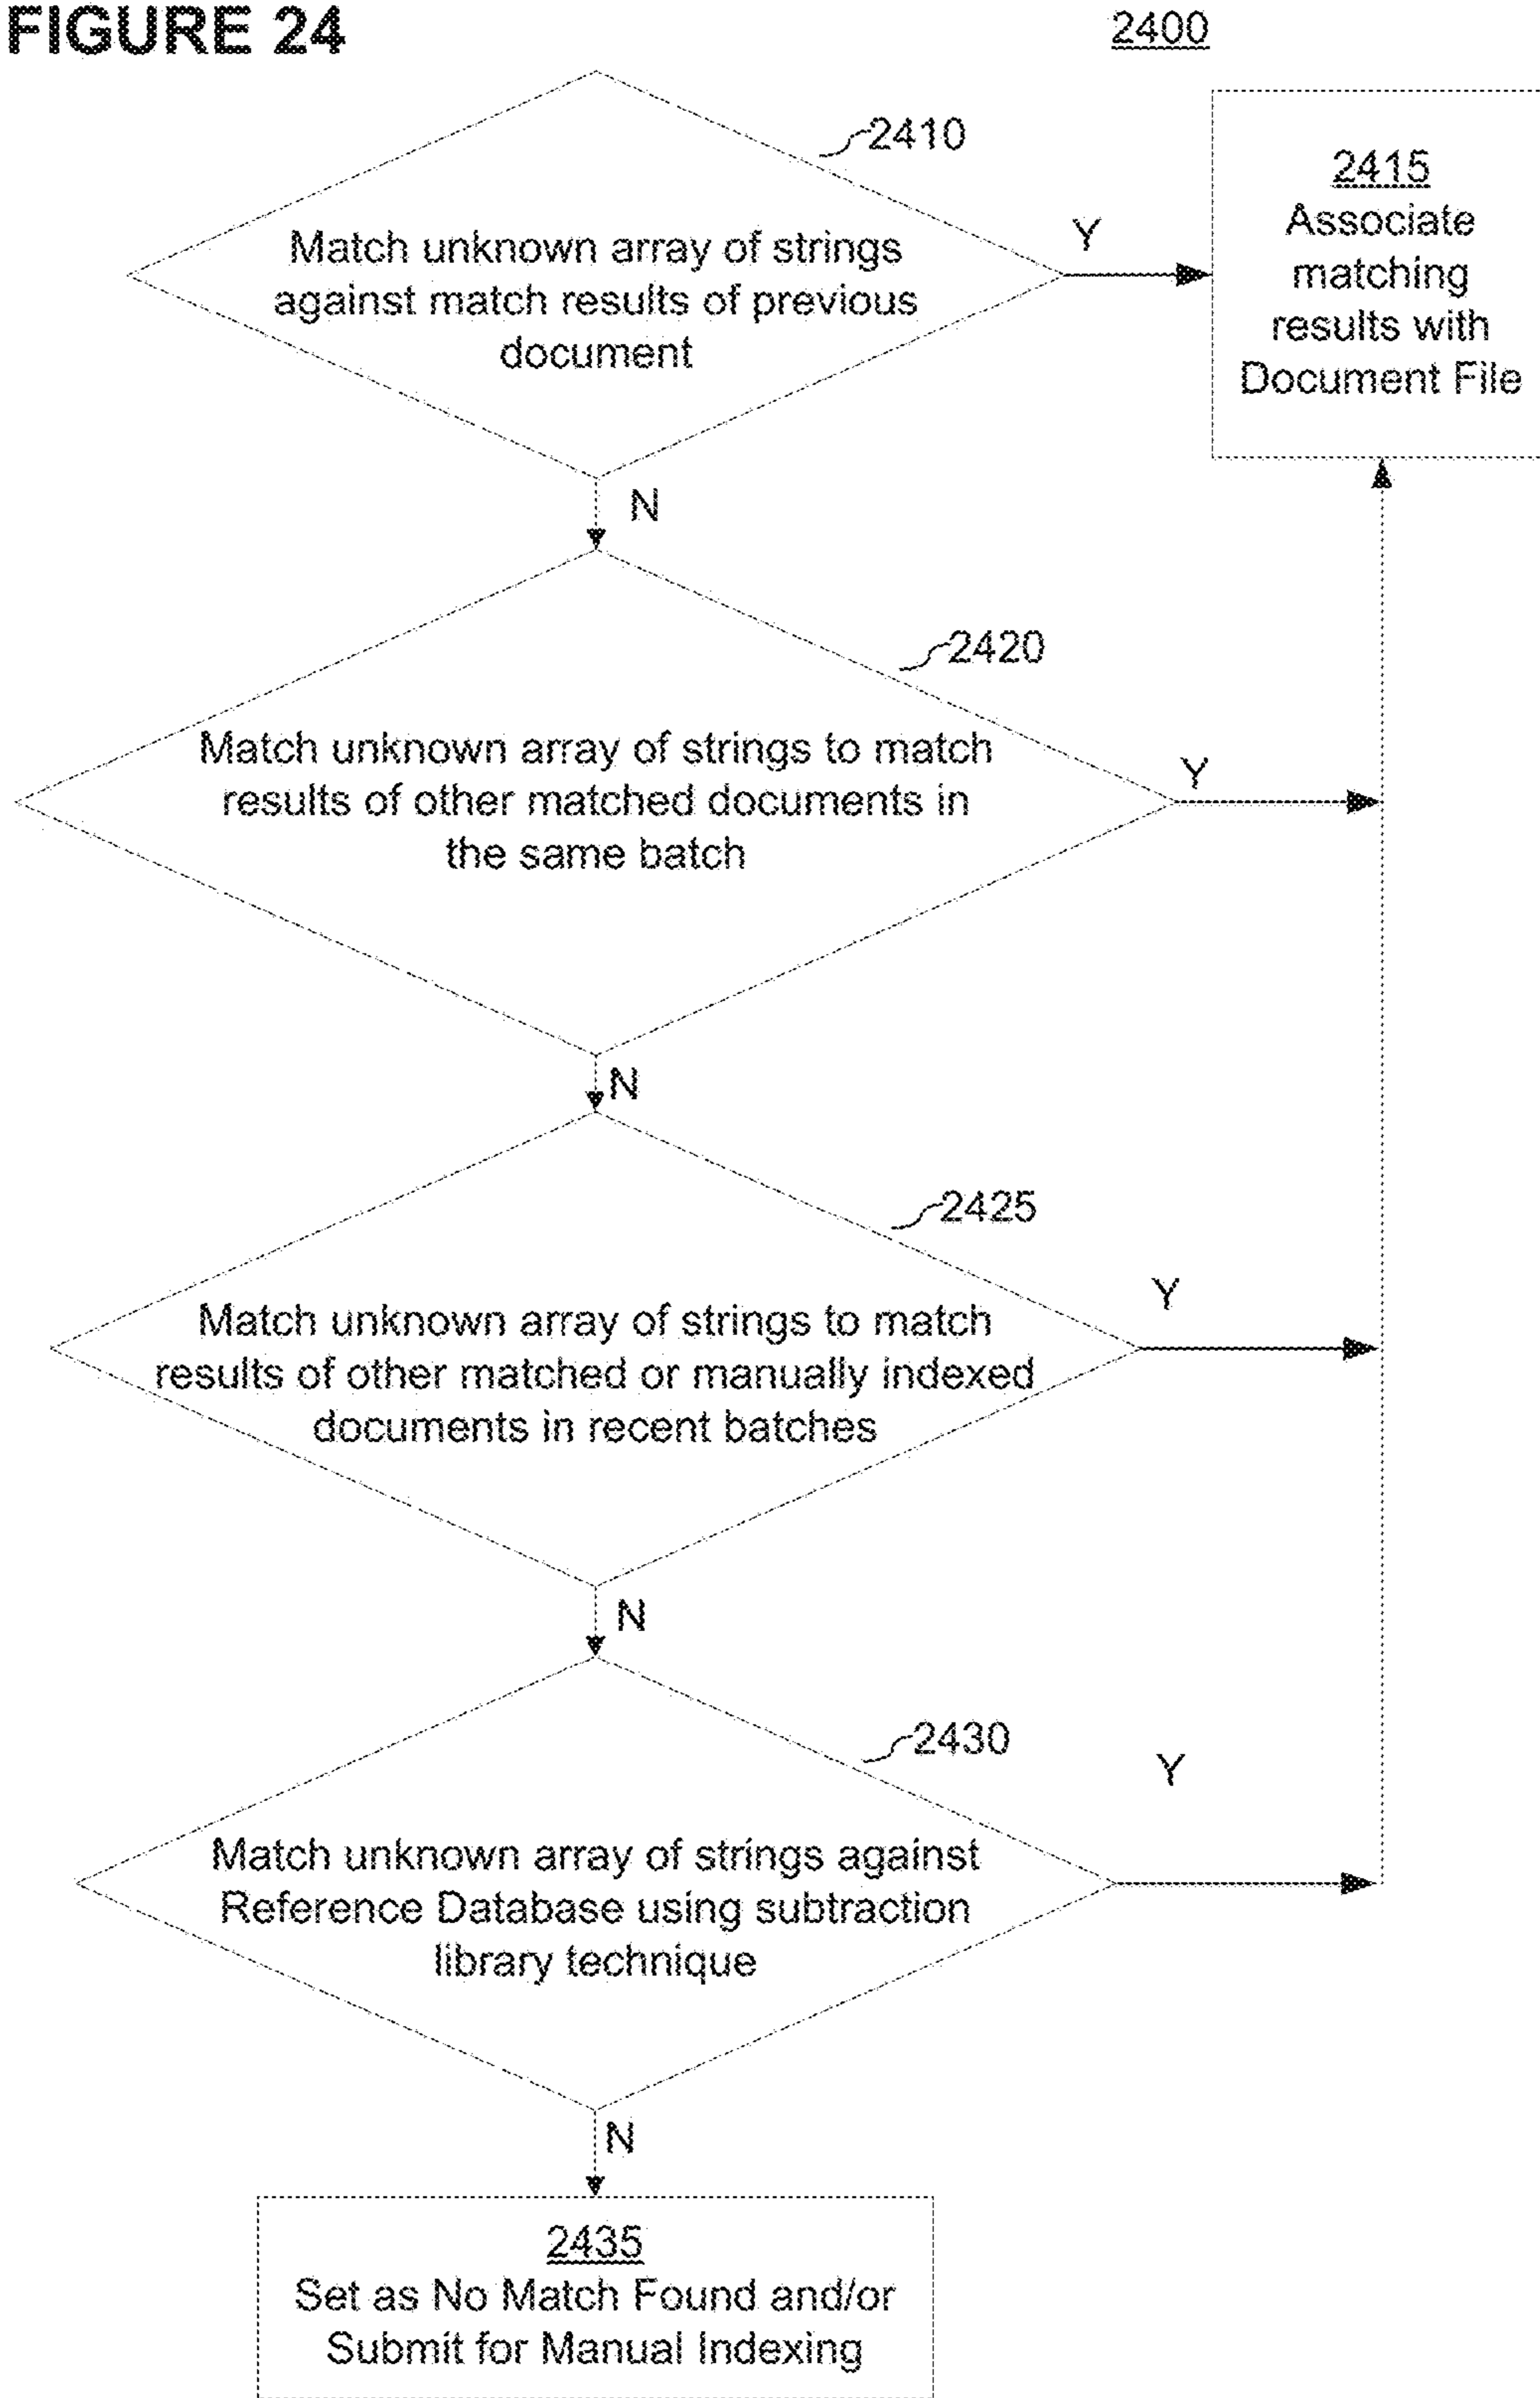 FIGURE 24
2400
2410
Match unknown array of strings
against match results of previous
document
Y
2415
Associate
matching
results with
Document File
N
2420
Match unknown array of strings to match
results of other matched documents in
the same batch
Y
N
2425
Match unknown array of strings to match
results of other matched or manually indexed
documents in recent batches
Y
N
2430
Match unknown array of strings against
Reference Database using subtraction
library technique
Y
N
2435
Set as No Match Found and/or
Submit for Manual Indexing